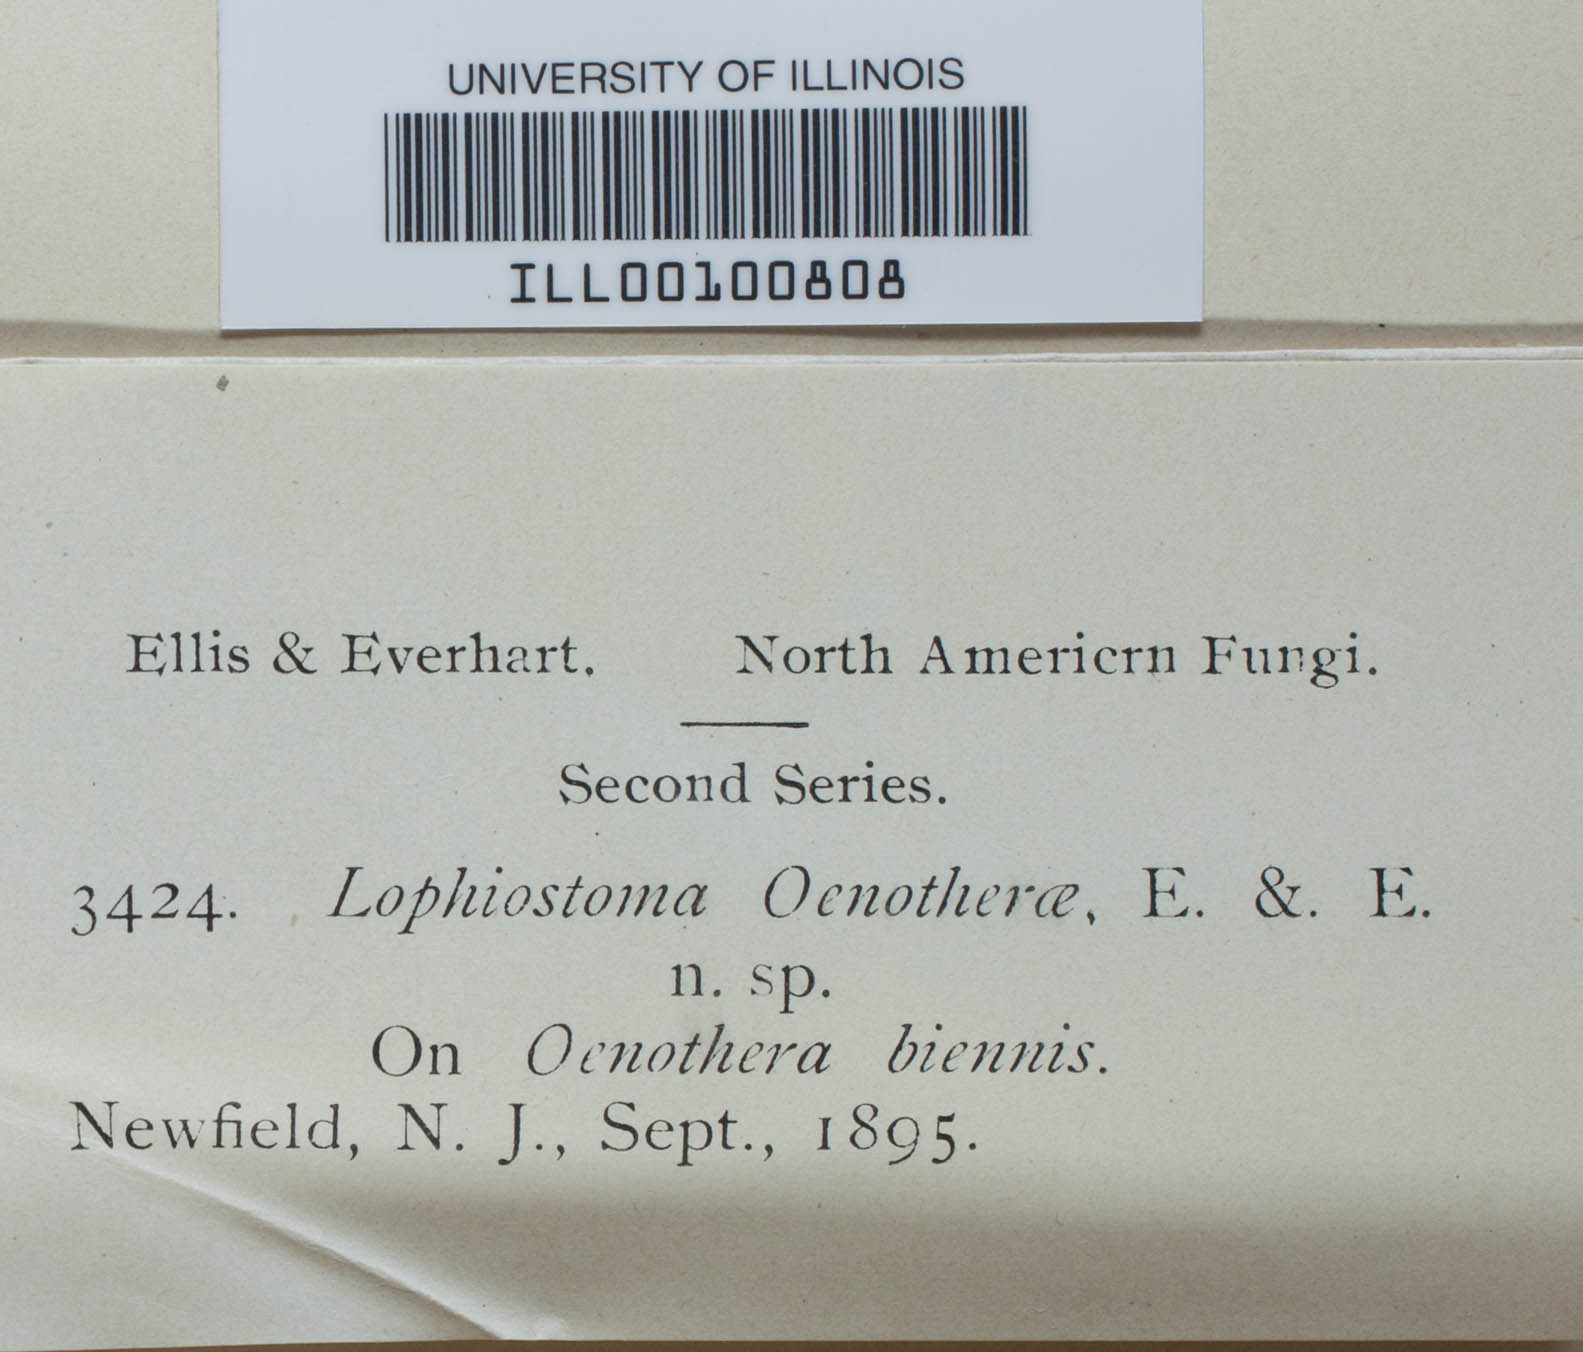 UNIVERSITY OF ILLINOIS
ILL00100808
Ellis & Everhart. North Americrn Fungi.
Second Series.
3424. Lophiostoma Oenotheræ, E. &. E.
n. sp.
On Oenothera biennis.
Newfield, N. J., Sept., 1895.